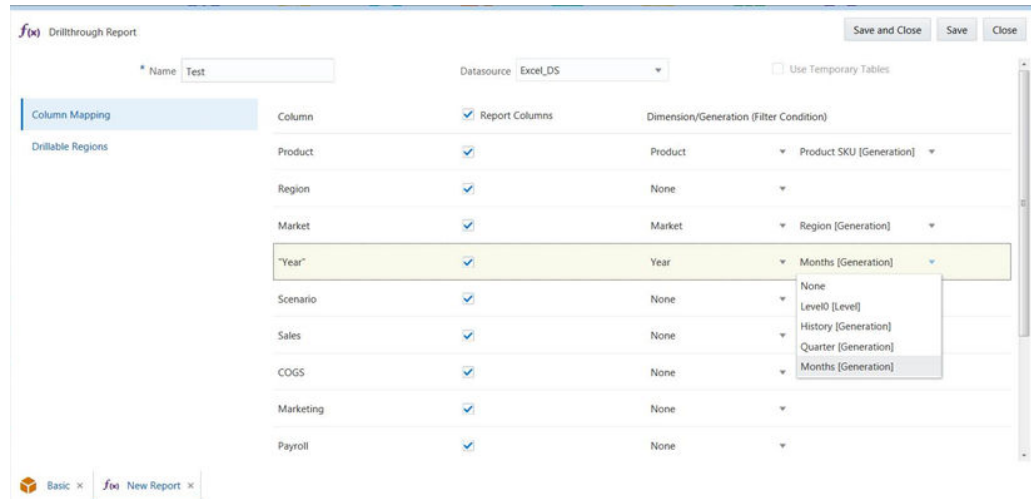 f(x) Drillthrough Report Save and Close Save Close
* Name Test Datasource Excel_DS Use Temporary Tables
Column Mapping Column Report Columns Dimension/Generation (Filter Condition)
Drillable Regions Product Product Product SKU [Generation]
Region None
Market Market Region [Generation]
"Year" Year Months [Generation]
None
Scenario None Level0 [Level]
History [Generation]
Sales None Quarter [Generation]
COGS None Months [Generation]
Marketing None
Payroll None
Basic × f(x) New Report ×